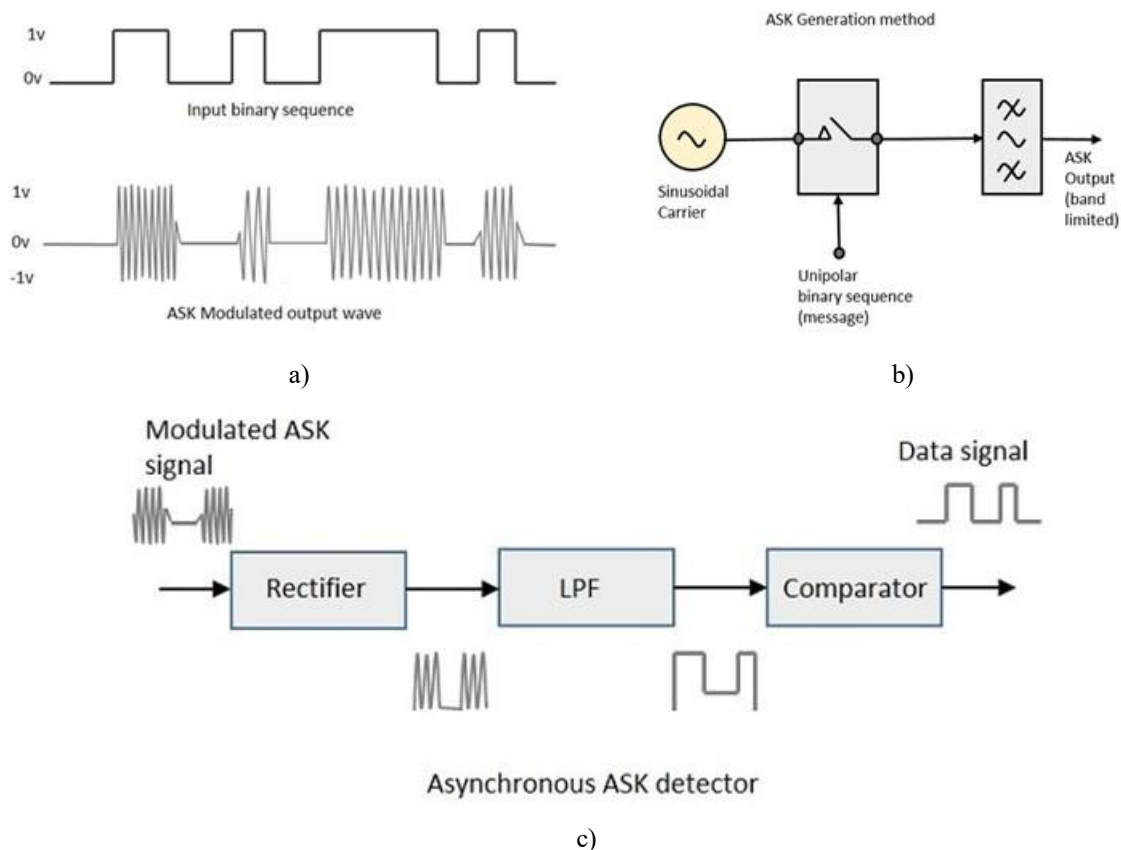 1v
0v
Input binary sequence
1v
0v
-1v
ASK Modulated output wave
a)
ASK Generation method
Sinusoidal
Carrier
Unipolar
binary sequence
(message)
ASK
Output
(band
limited)
b)
Modulated ASK
signal
Data signal
Rectifier
LPF
Comparator
Asynchronous ASK detector
c)